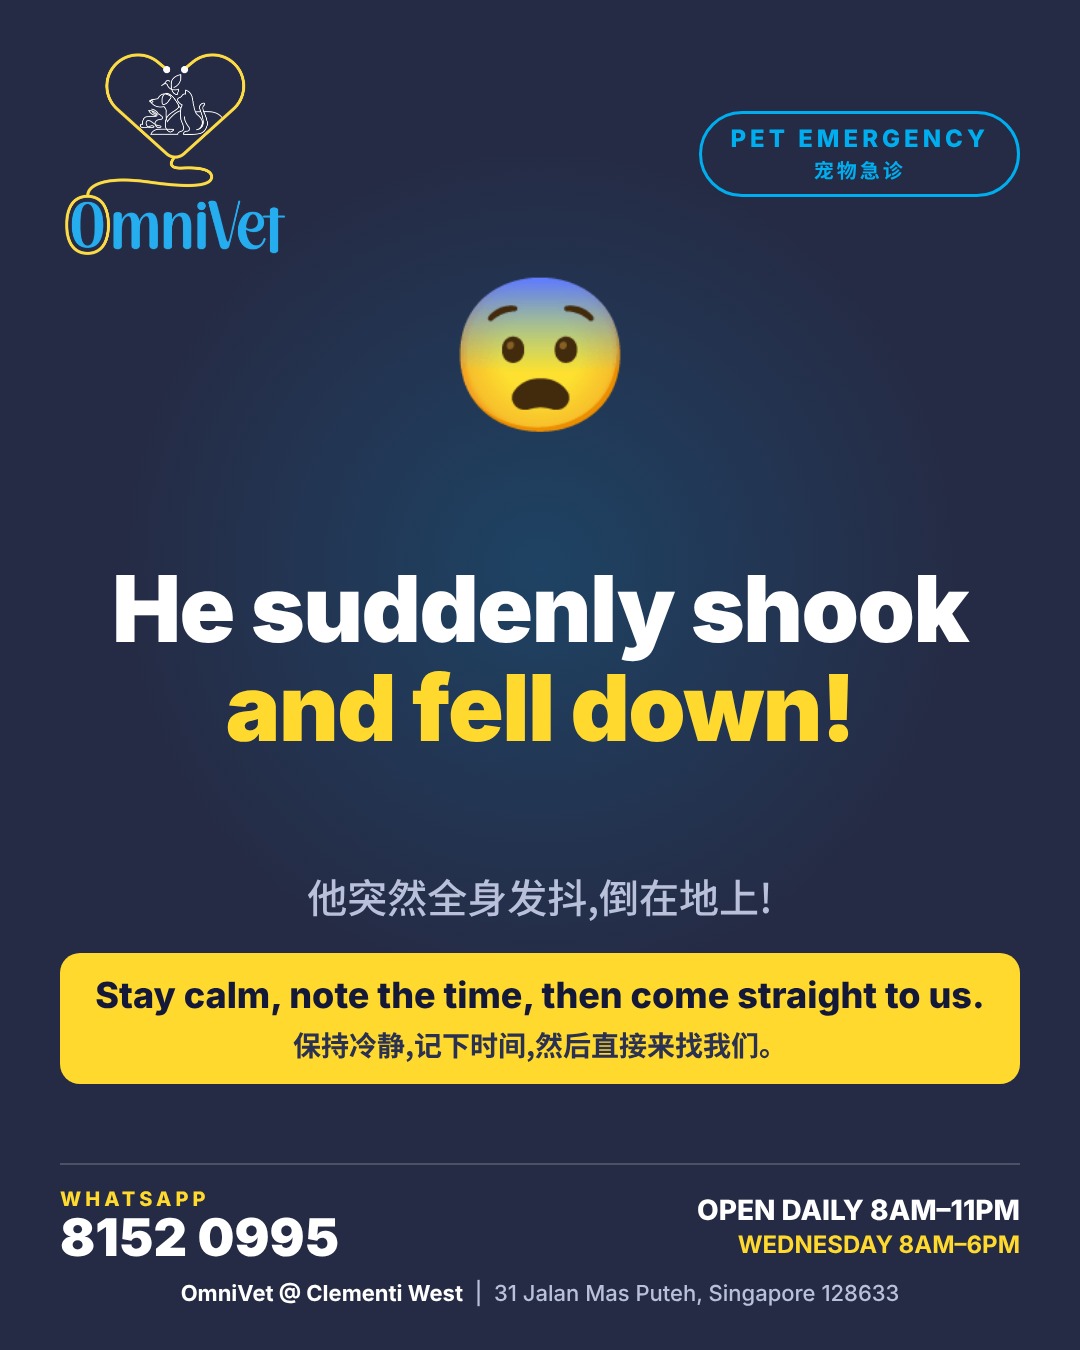 OmniVet
PET EMERGENCY
宠物急诊
He suddenly shook
and fell down!
他突然全身发抖,倒在地上!
Stay calm, note the time, then come straight to us.
保持冷静,记下时间,然后直接来找我们。
WHATSAPP
8152 0995
OPEN DAILY 8AM–11PM
WEDNESDAY 8AM–6PM
OmniVet @ Clementi West | 31 Jalan Mas Puteh, Singapore 128633